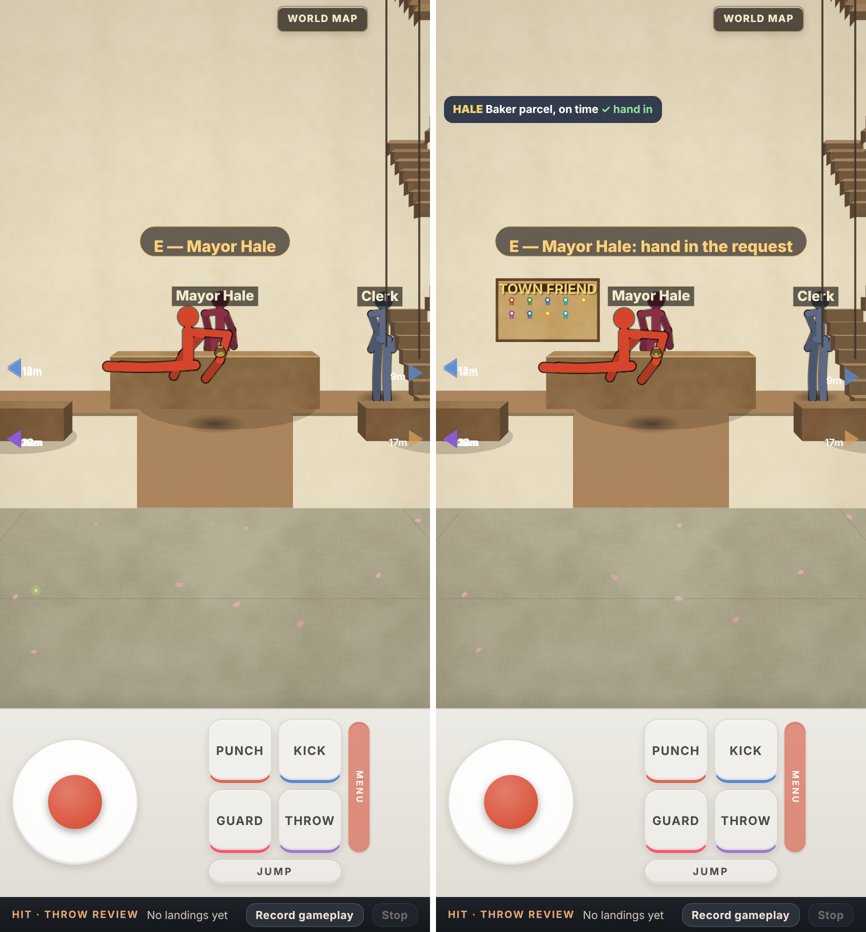 WORLD MAP
E — Mayor Hale
Mayor Hale
Clerk
18m
9m
17m
PUNCH
KICK
GUARD
THROW
MENU
JUMP
HIT · THROW REVIEW No landings yet Record gameplay Stop
WORLD MAP
HALE Baker parcel, on time ✓ hand in
E — Mayor Hale: hand in the request
TOWN FRIEND
Mayor Hale
Clerk
18m
9m
17m
PUNCH
KICK
GUARD
THROW
MENU
JUMP
HIT · THROW REVIEW No landings yet Record gameplay Stop